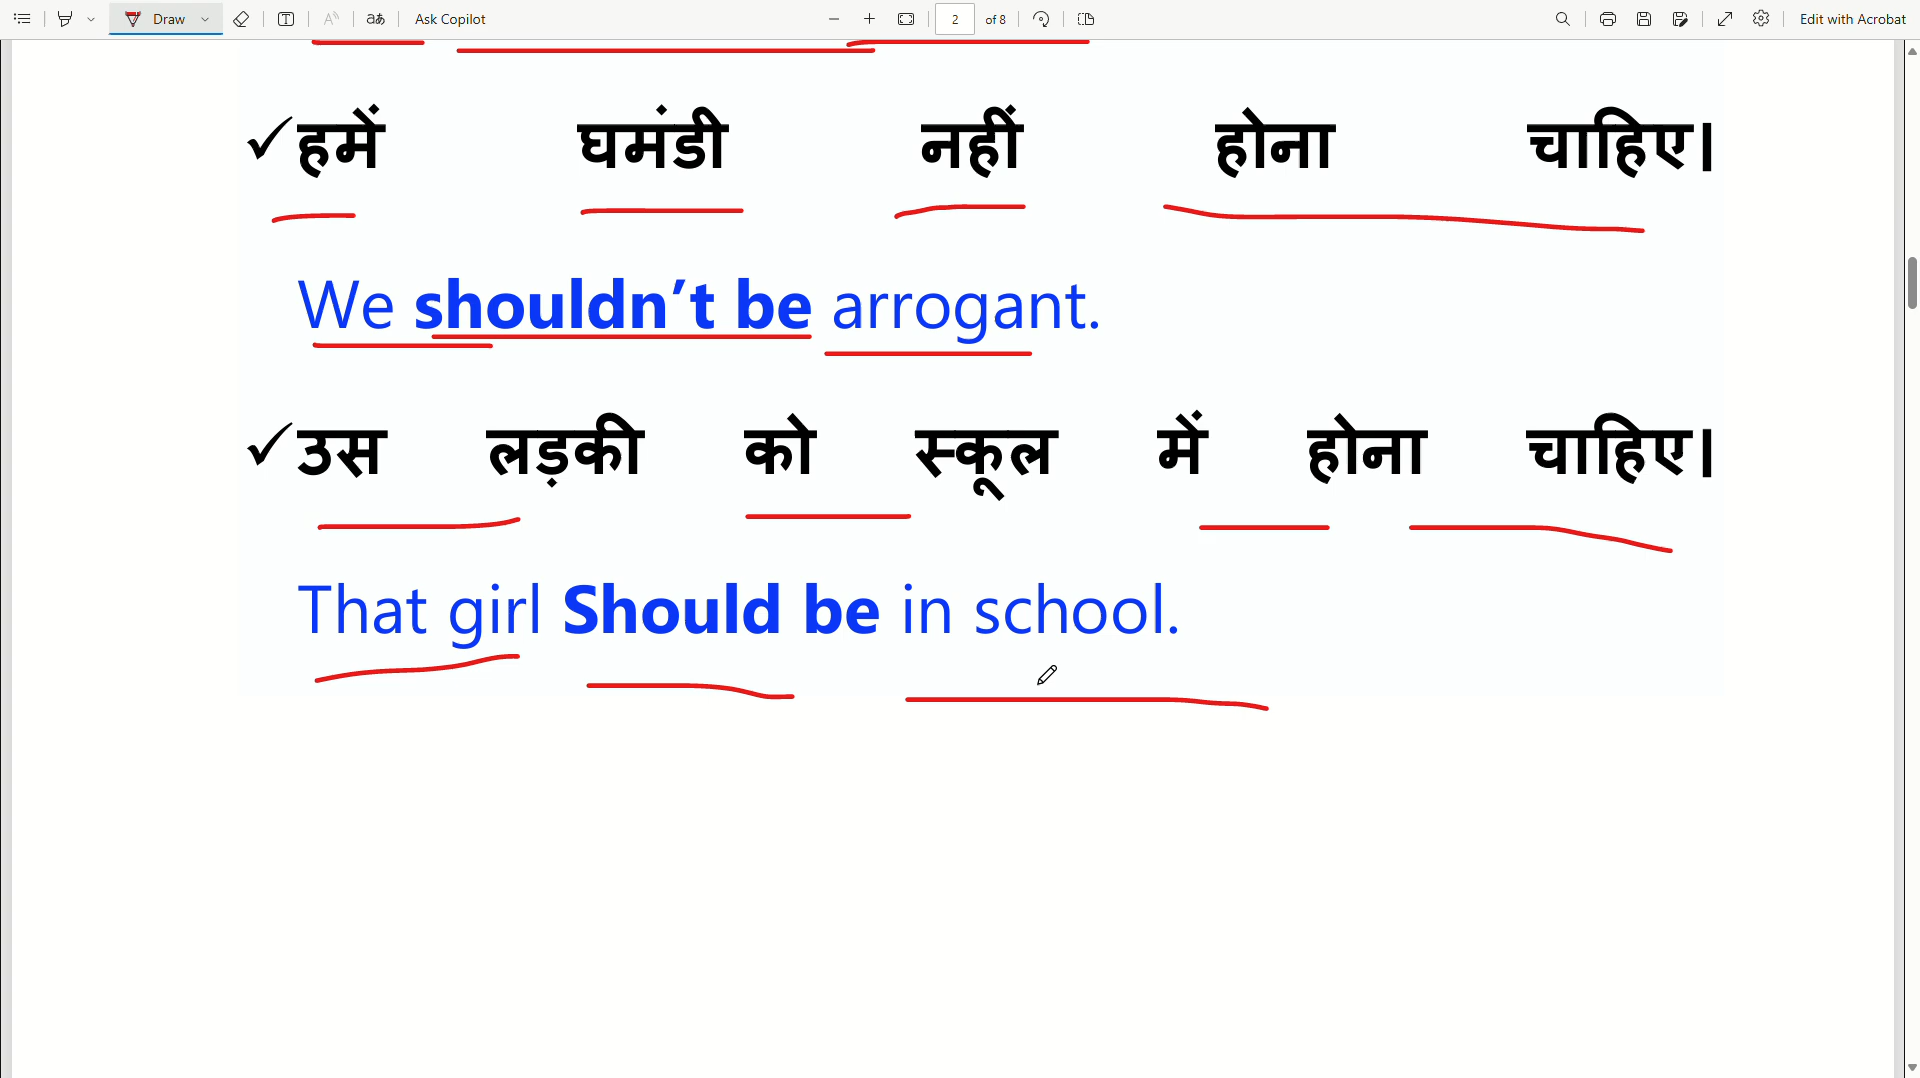 Draw
Ask Copilot
2 of 8
Edit with Acrobat
✓हमें घमंडी नहीं होना चाहिए।
We shouldn’t be arrogant.
✓उस लड़की को स्कूल में होना चाहिए।
That girl Should be in school.